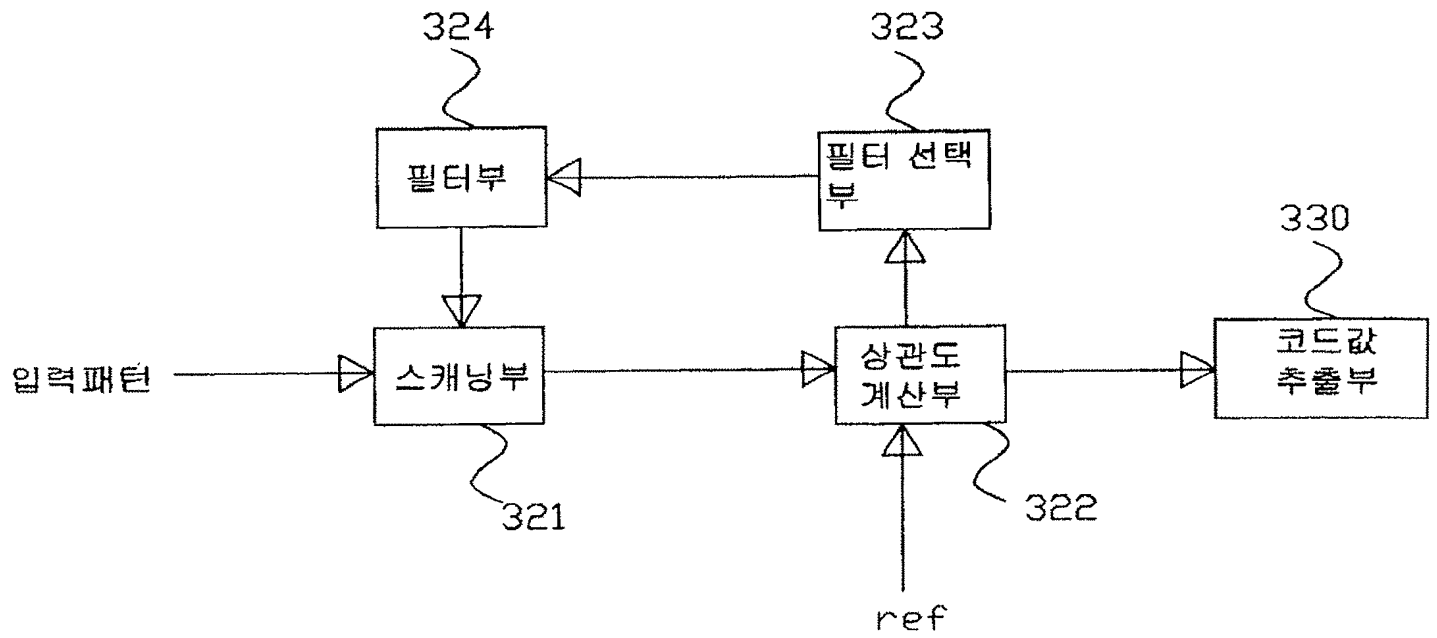 324
323
필터부
필터 선택
부
330
입력패턴
스캐닝부
상관도
계산부
코드값
추출부
321
322
ref